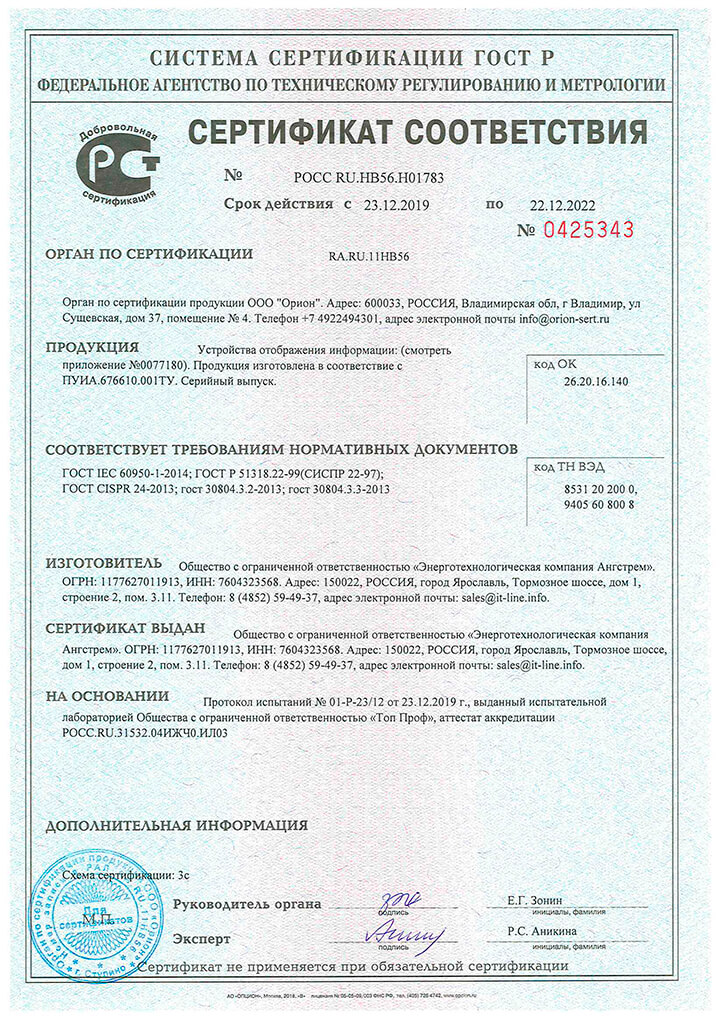 СИСТЕМА СЕРТИФИКАЦИИ ГОСТ Р
ФЕДЕРАЛЬНОЕ АГЕНТСТВО ПО ТЕХНИЧЕСКОМУ РЕГУЛИРОВАНИЮ И МЕТРОЛОГИИ
Добровольная
РСТ
сертификация
СЕРТИФИКАТ СООТВЕТСТВИЯ
№ РОСС RU.НВ56.Н01783
Срок действия с 23.12.2019 по 22.12.2022
№ 0425343
ОРГАН ПО СЕРТИФИКАЦИИ RA.RU.11НВ56
Орган по сертификации продукции ООО "Орион". Адрес: 600033, РОССИЯ, Владимирская обл, г Владимир, ул
Сущевская, дом 37, помещение № 4. Телефон +7 4922494301, адрес электронной почты info@orion-sert.ru
ПРОДУКЦИЯ Устройства отображения информации: (смотреть
приложение №0077180). Продукция изготовлена в соответствие с
ПУИА.676610.001ТУ. Серийный выпуск.
код ОК
26.20.16.140
СООТВЕТСТВУЕТ ТРЕБОВАНИЯМ НОРМАТИВНЫХ ДОКУМЕНТОВ
ГОСТ IEC 60950-1-2014; ГОСТ Р 51318.22-99(СИСПР 22-97);
ГОСТ CISPR 24-2013; гост 30804.3.2-2013; гост 30804.3.3-2013
код ТН ВЭД
8531 20 200 0,
9405 60 800 8
ИЗГОТОВИТЕЛЬ Общество с ограниченной ответственностью «Энерготехнологическая компания Ангстрем».
ОГРН: 1177627011913, ИНН: 7604323568. Адрес: 150022, РОССИЯ, город Ярославль, Тормозное шоссе, дом 1,
строение 2, пом. 3.11. Телефон: 8 (4852) 59-49-37, адрес электронной почты: sales@it-line.info.
СЕРТИФИКАТ ВЫДАН Общество с ограниченной ответственностью «Энерготехнологическая компания
Ангстрем». ОГРН: 1177627011913, ИНН: 7604323568. Адрес: 150022, РОССИЯ, город Ярославль, Тормозное шоссе,
дом 1, строение 2, пом. 3.11. Телефон: 8 (4852) 59-49-37, адрес электронной почты: sales@it-line.info.
НА ОСНОВАНИИ Протокол испытаний № 01-Р-23/12 от 23.12.2019 г., выданный испытательной
лабораторией Общества с ограниченной ответственностью «Топ Проф», аттестат аккредитации
РОСС.RU.31532.04ИЖЧ0.ИЛ03
ДОПОЛНИТЕЛЬНАЯ ИНФОРМАЦИЯ
Схема сертификации: 3с
М.П.
Для
сертификатов
г. Ступино
Руководитель органа
подпись
Е.Г. Зонин
инициалы, фамилия
Эксперт
подпись
Р.С. Аникина
инициалы, фамилия
Сертификат не применяется при обязательной сертификации
АО «ОПЦИОН», Москва, 2018, «В»